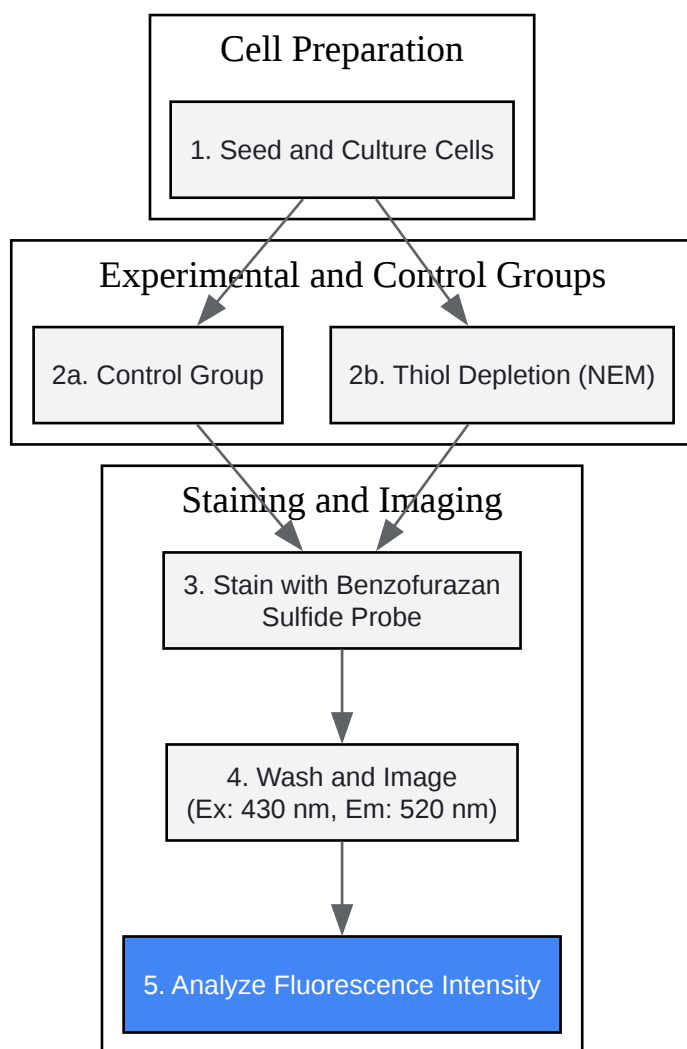 Cell Preparation
1. Seed and Culture Cells
Experimental and Control Groups
2a. Control Group
2b. Thiol Depletion (NEM)
Staining and Imaging
3. Stain with Benzofurazan
Sulfide Probe
4. Wash and Image
(Ex: 430 nm, Em: 520 nm)
5. Analyze Fluorescence Intensity